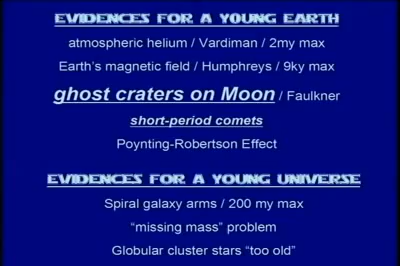 EVIDENCES FOR A YOUNG EARTH
atmospheric helium / Vardiman / 2my max
Earth's magnetic field / Humphreys / 9ky max
ghost craters on Moon / Faulkner
short-period comets
Poynting-Robertson Effect
EVIDENCES FOR A YOUNG UNIVERSE
Spiral galaxy arms / 200 my max
"missing mass" problem
Globular cluster stars "too old"